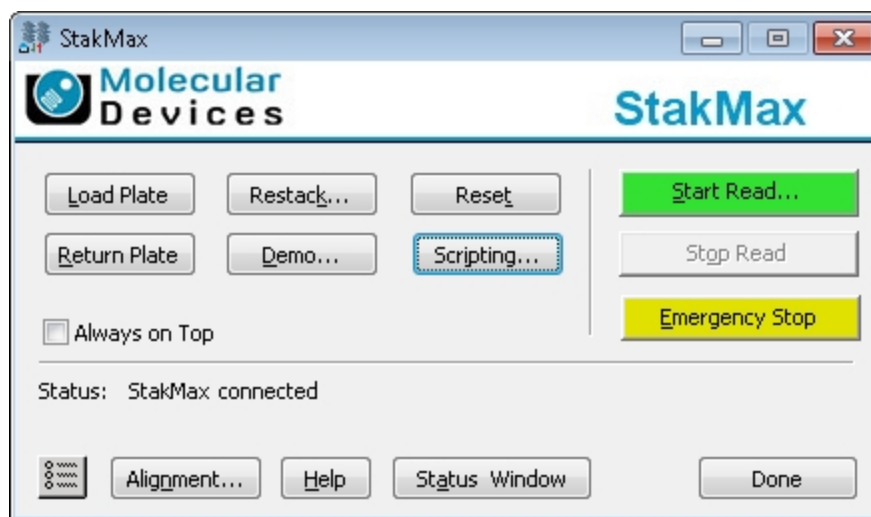 StakMax
Molecular
Devices
StakMax
Load Plate
Restack...
Reset
Start Read...
Return Plate
Demo...
Scripting...
Stop Read
Always on Top
Emergency Stop
Status: StakMax connected
Alignment...
Help
Status Window
Done